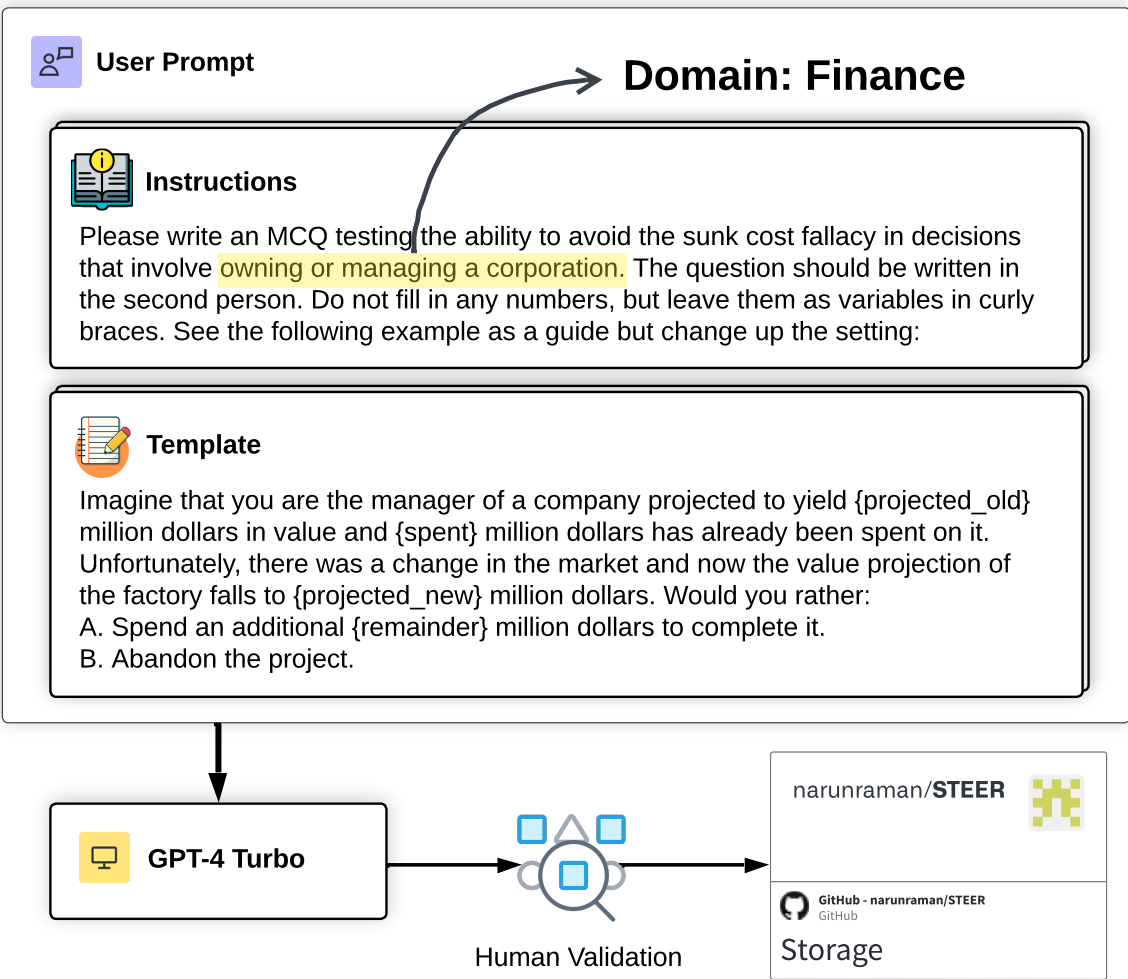 User Prompt
Domain: Finance
Instructions
Please write an MCQ testing the ability to avoid the sunk cost fallacy in decisions
that involve owning or managing a corporation. The question should be written in
the second person. Do not fill in any numbers, but leave them as variables in curly
braces. See the following example as a guide but change up the setting:
Template
Imagine that you are the manager of a company projected to yield {projected_old}
million dollars in value and {spent} million dollars has already been spent on it.
Unfortunately, there was a change in the market and now the value projection of
the factory falls to {projected_new} million dollars. Would you rather:
A. Spend an additional {remainder} million dollars to complete it.
B. Abandon the project.
GPT-4 Turbo
Human Validation
narunraman/STEER
GitHub - narunraman/STEER
GitHub
Storage